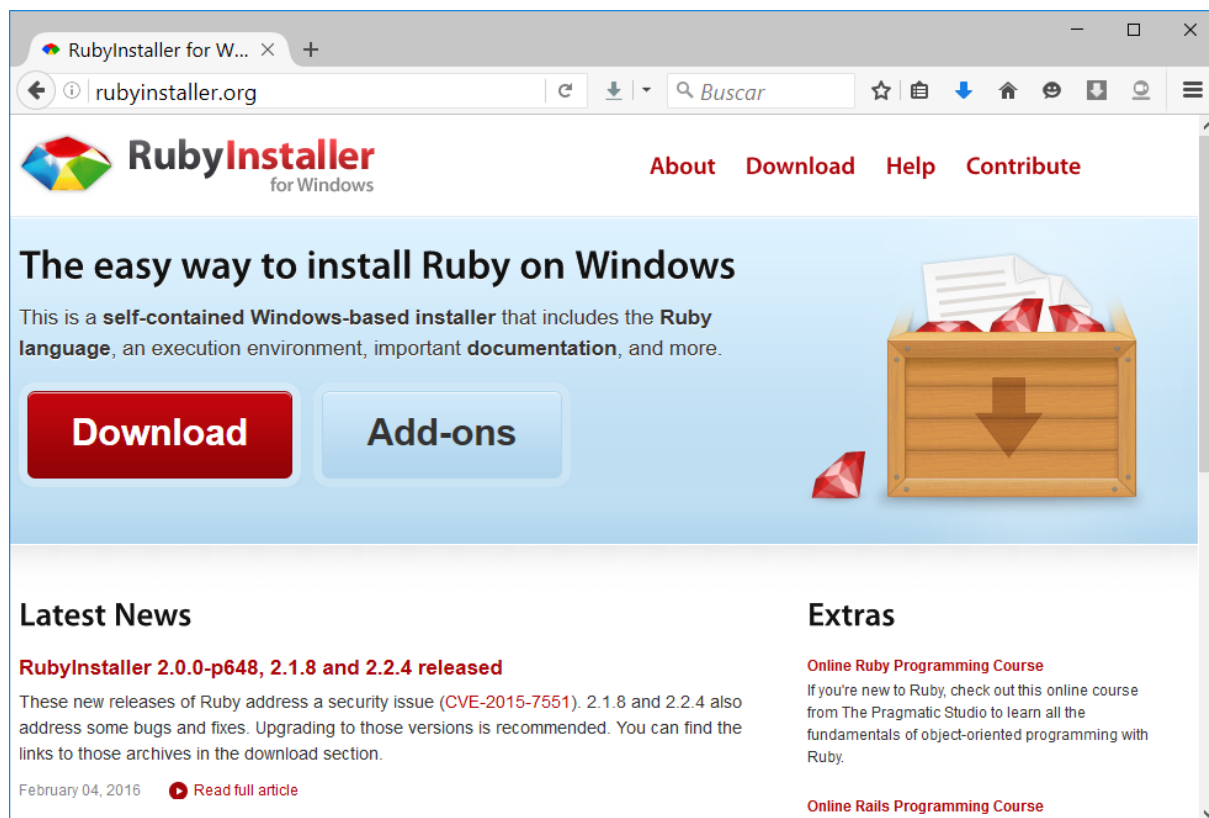 RubyInstaller for W...
rubyinstaller.org
Buscar
RubyInstaller
for Windows
About Download Help Contribute
The easy way to install Ruby on Windows
This is a self-contained Windows-based installer that includes the Ruby
language, an execution environment, important documentation, and more.
Download
Add-ons
Latest News
RubyInstaller 2.0.0-p648, 2.1.8 and 2.2.4 released
These new releases of Ruby address a security issue (CVE-2015-7551). 2.1.8 and 2.2.4 also
address some bugs and fixes. Upgrading to those versions is recommended. You can find the
links to those archives in the download section.
February 04, 2016 Read full article
Extras
Online Ruby Programming Course
If you're new to Ruby, check out this online course
from The Pragmatic Studio to learn all the
fundamentals of object-oriented programming with
Ruby.
Online Rails Programming Course